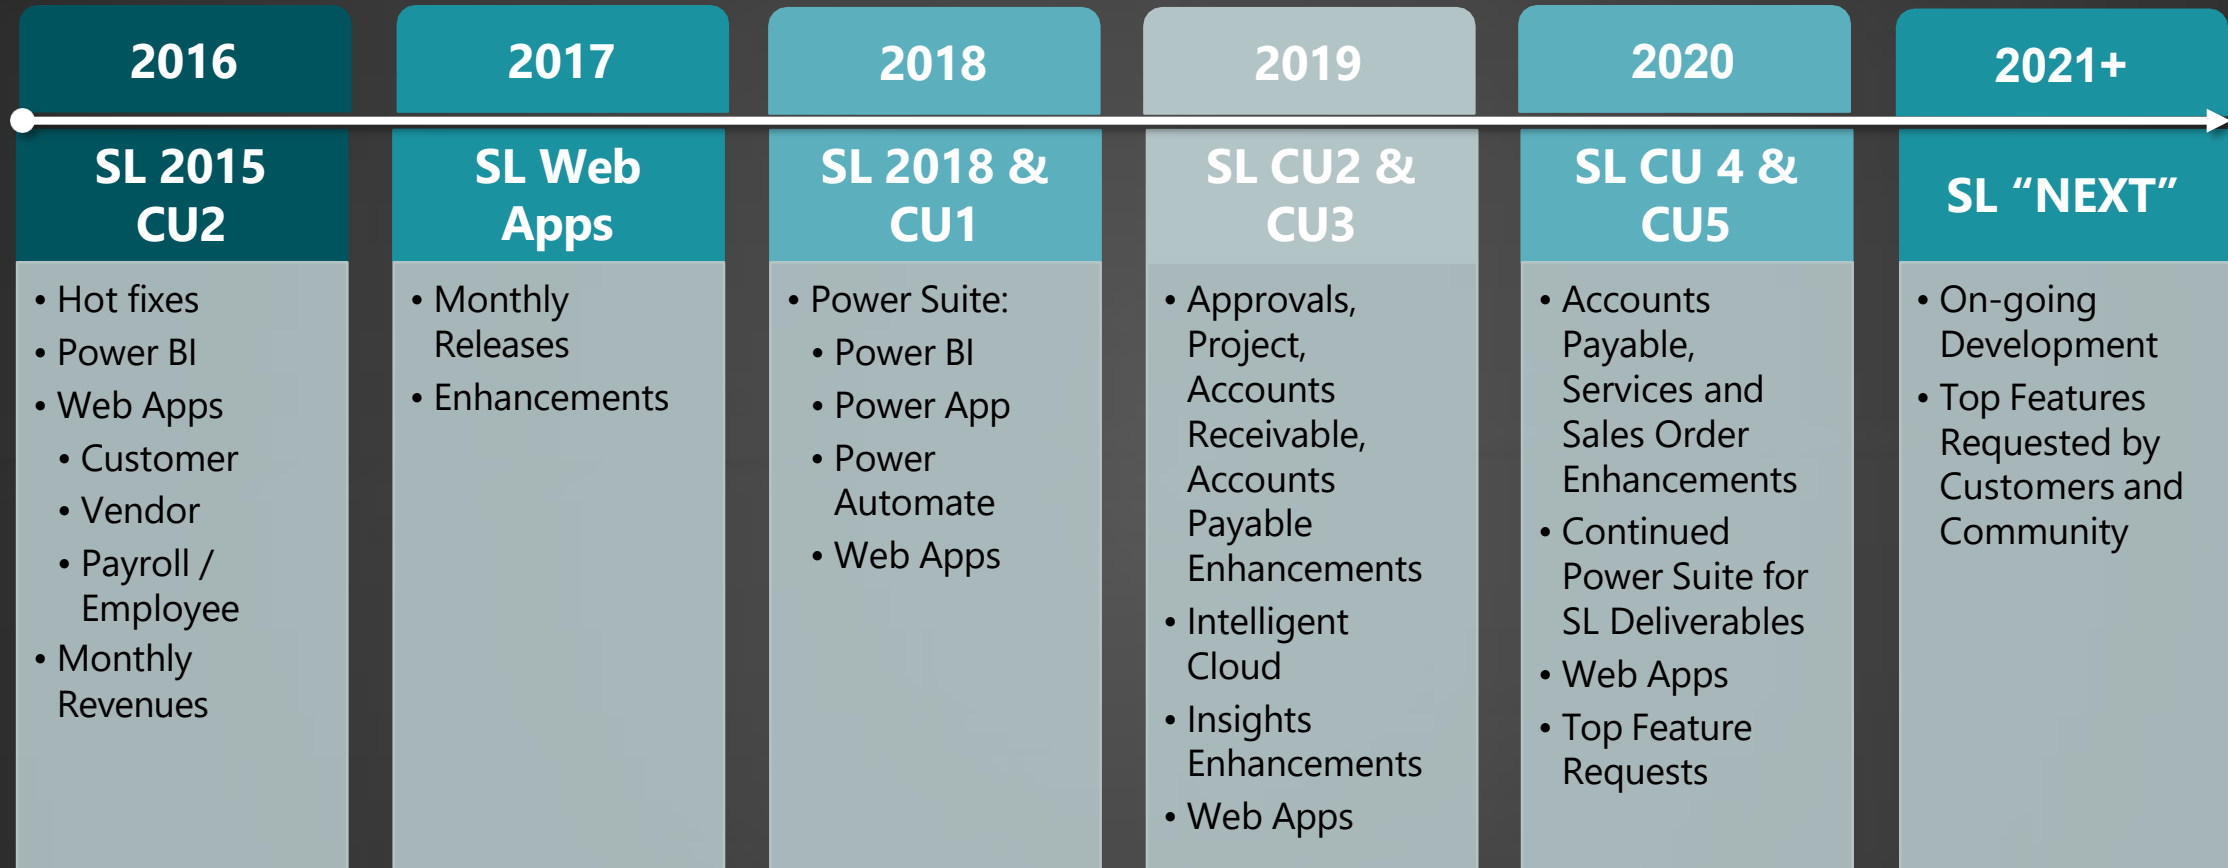 2016
SL 2015
CU2
• Hot fixes
• Power BI
• Web Apps
• Customer
• Vendor
• Payroll /
Employee
• Monthly
Revenues
2017
SL Web
Apps
• Monthly
Releases
• Enhancements
2018
SL 2018 &
CU1
• Power Suite:
• Power BI
• Power App
• Power
Automate
• Web Apps
2019
SL CU2 &
CU3
• Approvals,
Project,
Accounts
Receivable,
Accounts
Payable
Enhancements
• Intelligent
Cloud
• Insights
Enhancements
• Web Apps
2020
SL CU 4 &
CU5
• Accounts
Payable,
Services and
Sales Order
Enhancements
• Continued
Power Suite for
SL Deliverables
• Web Apps
• Top Feature
Requests
2021+
SL “NEXT”
• On-going
Development
• Top Features
Requested by
Customers and
Community